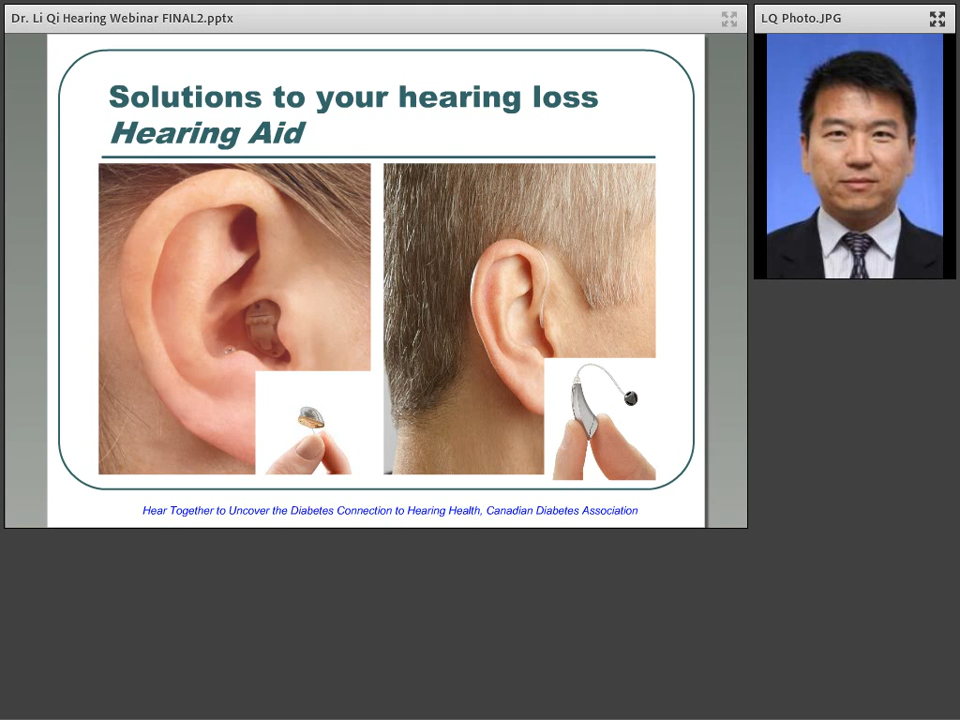 Dr. Li Qi Hearing Webinar FINAL2.pptx
LQ Photo.JPG
Solutions to your hearing loss
Hearing Aid
Hear Together to Uncover the Diabetes Connection to Hearing Health, Canadian Diabetes Association